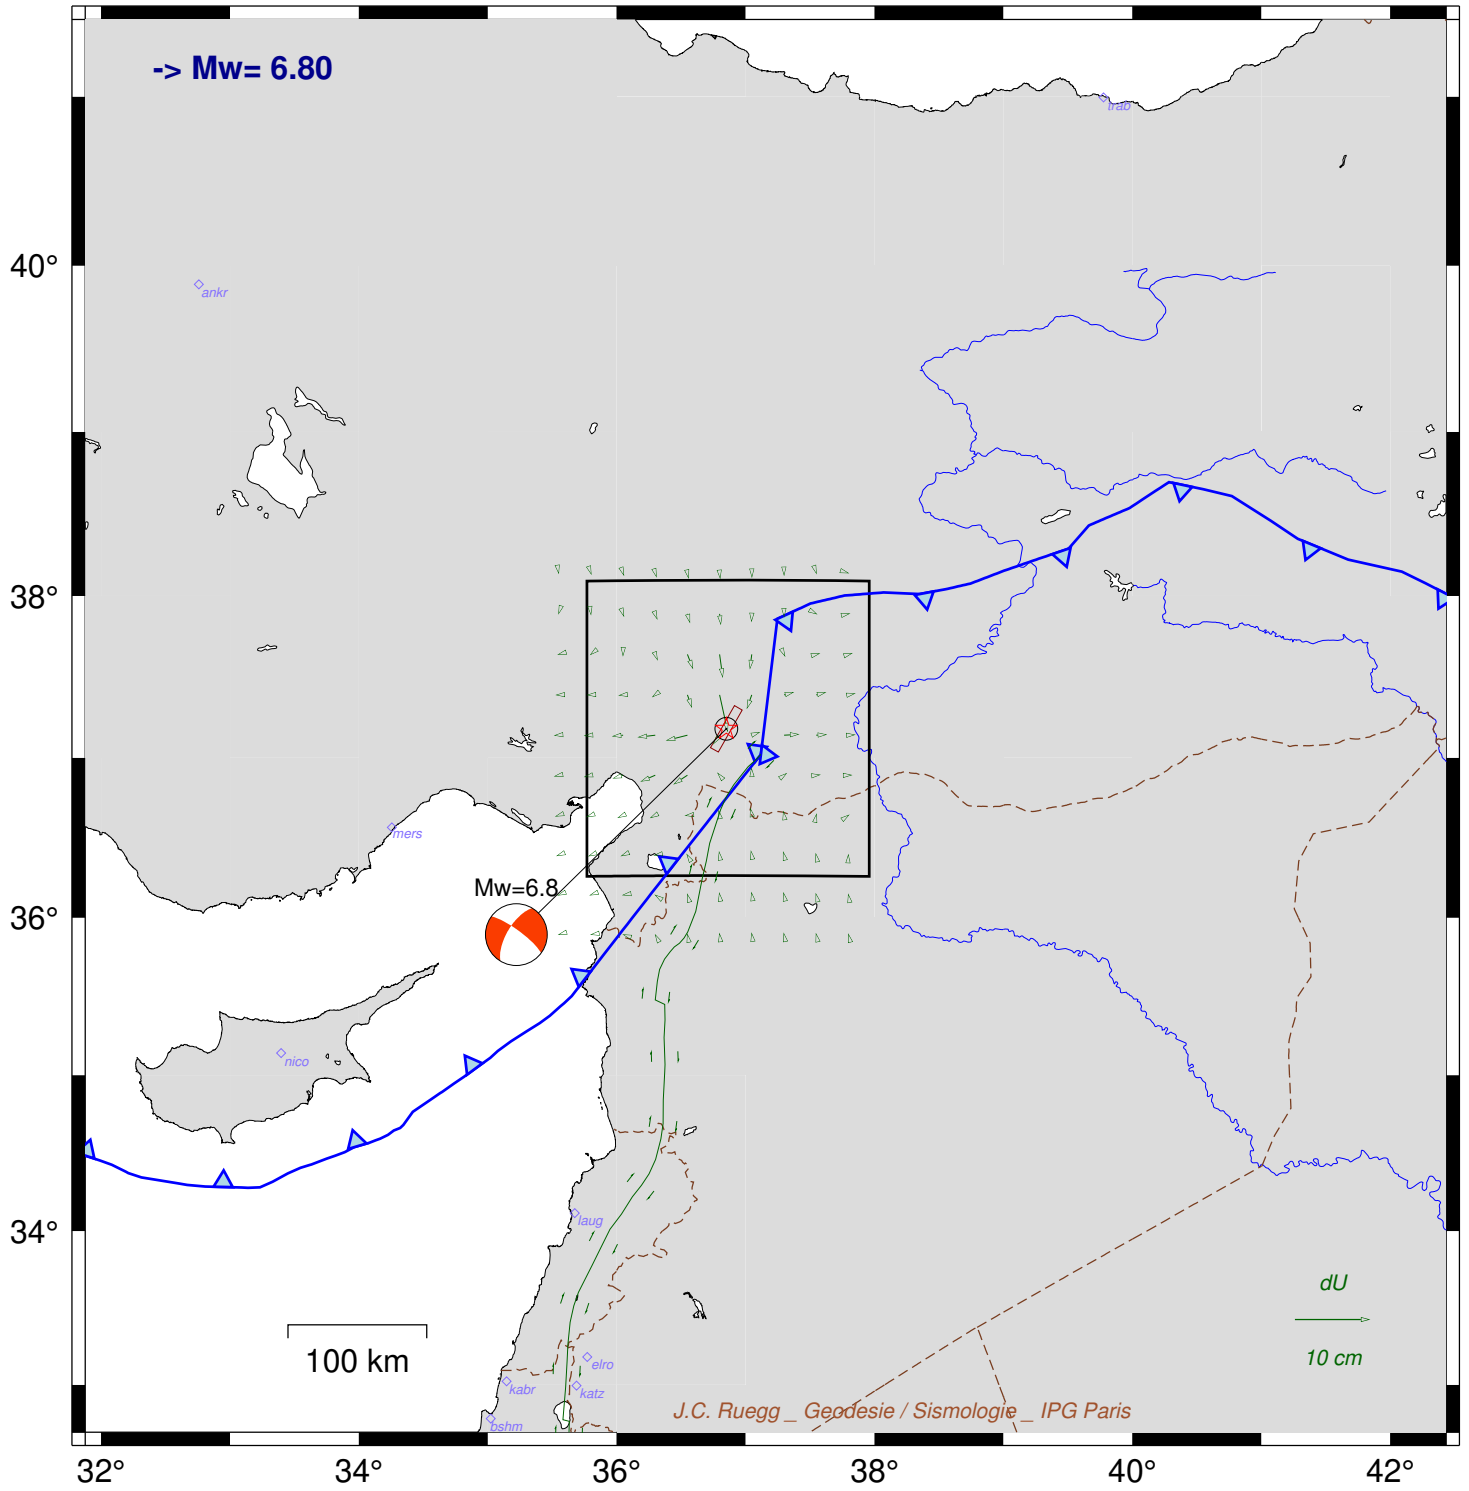 -> Mw= 6.80
trab
40°
ankr
38°
mers
Mw=6.8
36°
nico
laug
34°
dU
10 cm
100 km
elro
kabr
katz
J.C. Ruegg _ Geodesie / Sismologie _ IPG Paris
bshm
32°
34°
36°
38°
40°
42°